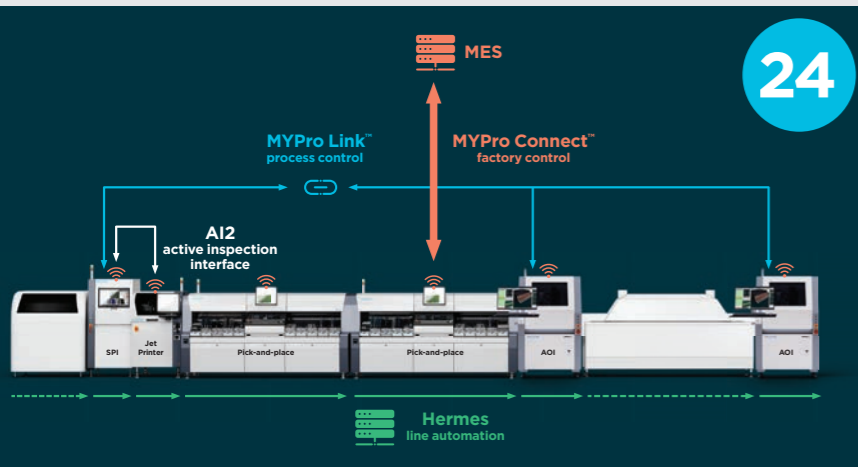 MES
24
MYPro Link™
process control
MYPro Connect™
factory control
AI2
active inspection
interface
SPI
Jet
Printer
Pick-and-place
Pick-and-place
AOI
AOI
Hermes
line automation